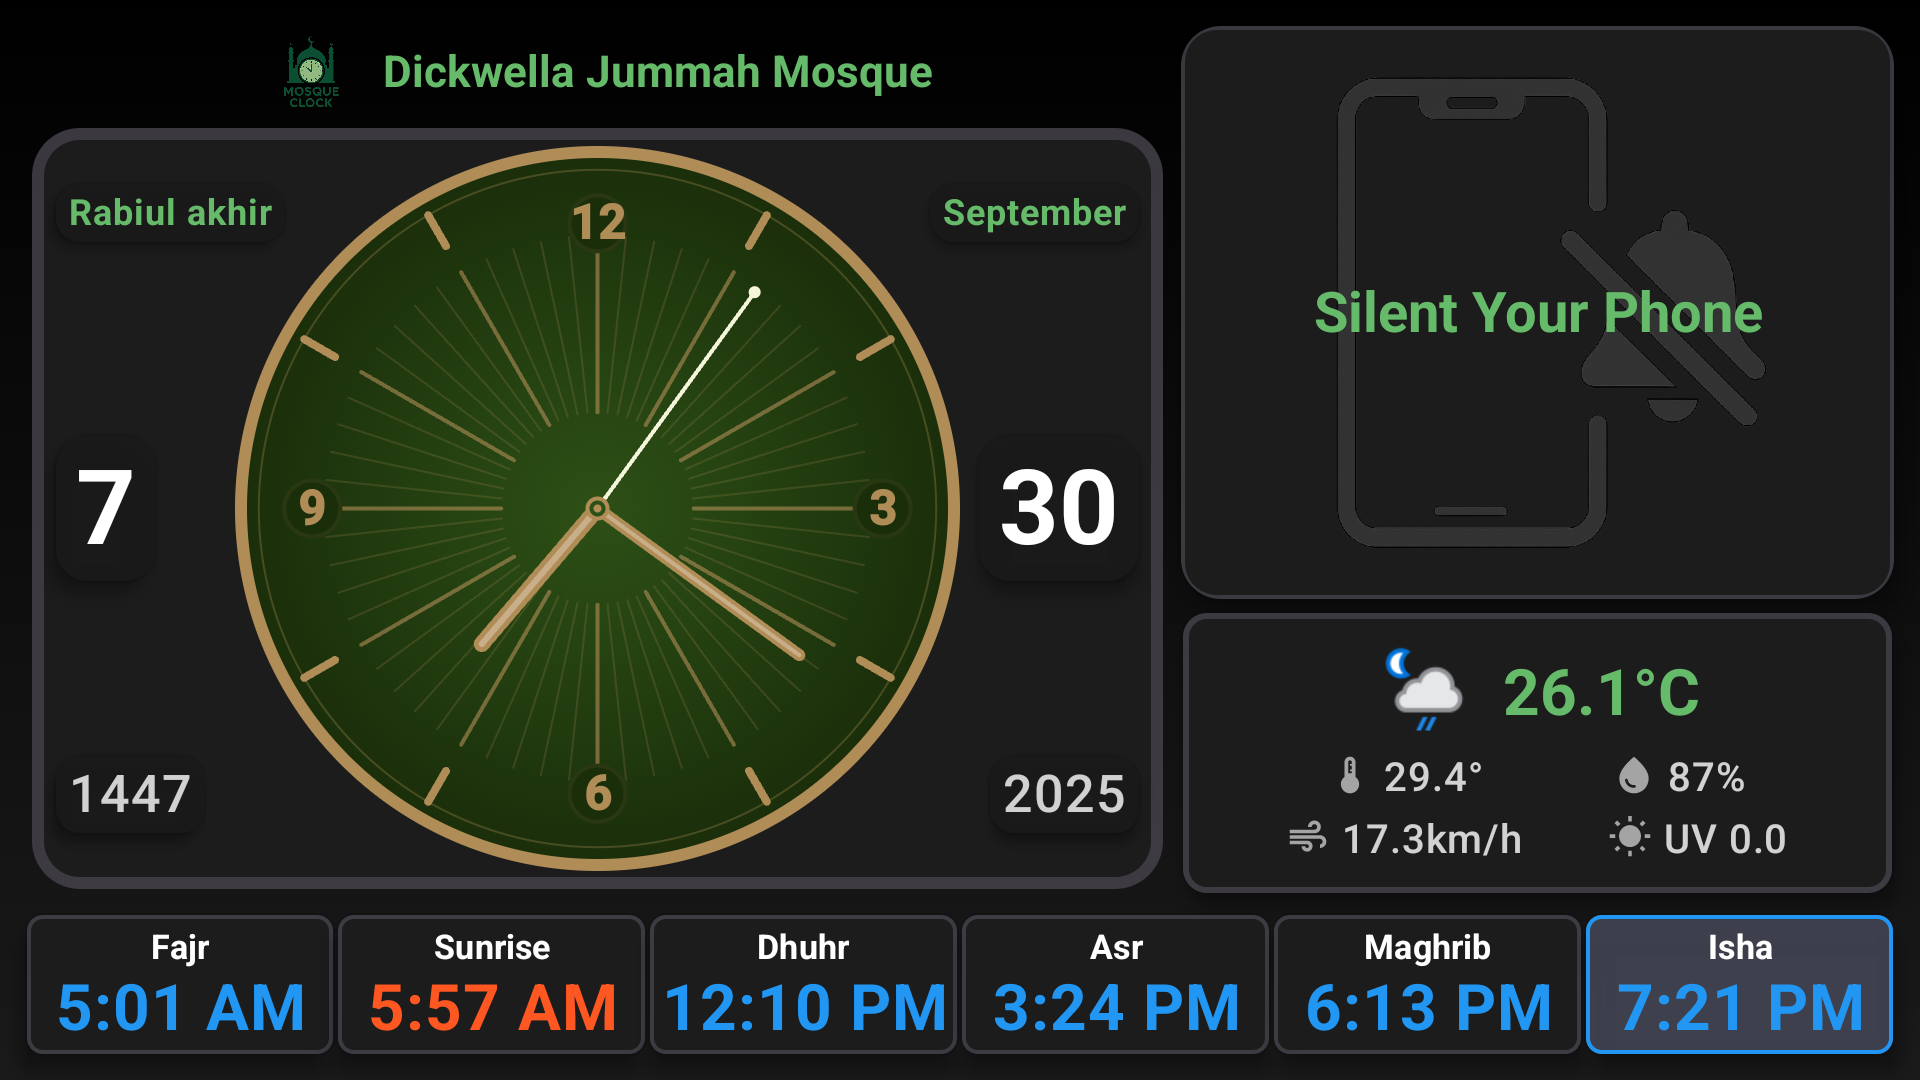 MOSQUE
CLOCK
Dickwella Jummah Mosque
Rabiul akhir
September
12
9
3
6
7
30
1447
2025
Silent Your Phone
26.1°C
29.4°
87%
17.3km/h
UV 0.0
Fajr
5:01 AM
Sunrise
5:57 AM
Dhuhr
12:10 PM
Asr
3:24 PM
Maghrib
6:13 PM
Isha
7:21 PM